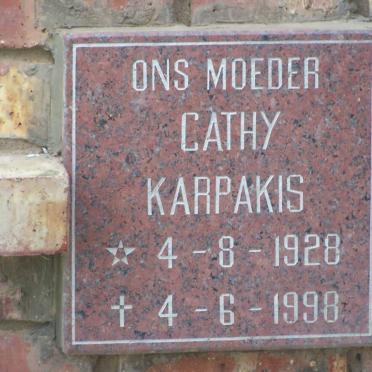 ONS MOEDER
CATHY
KARPAKIS
☆ 4-8-1928
✝ 4-6-1998